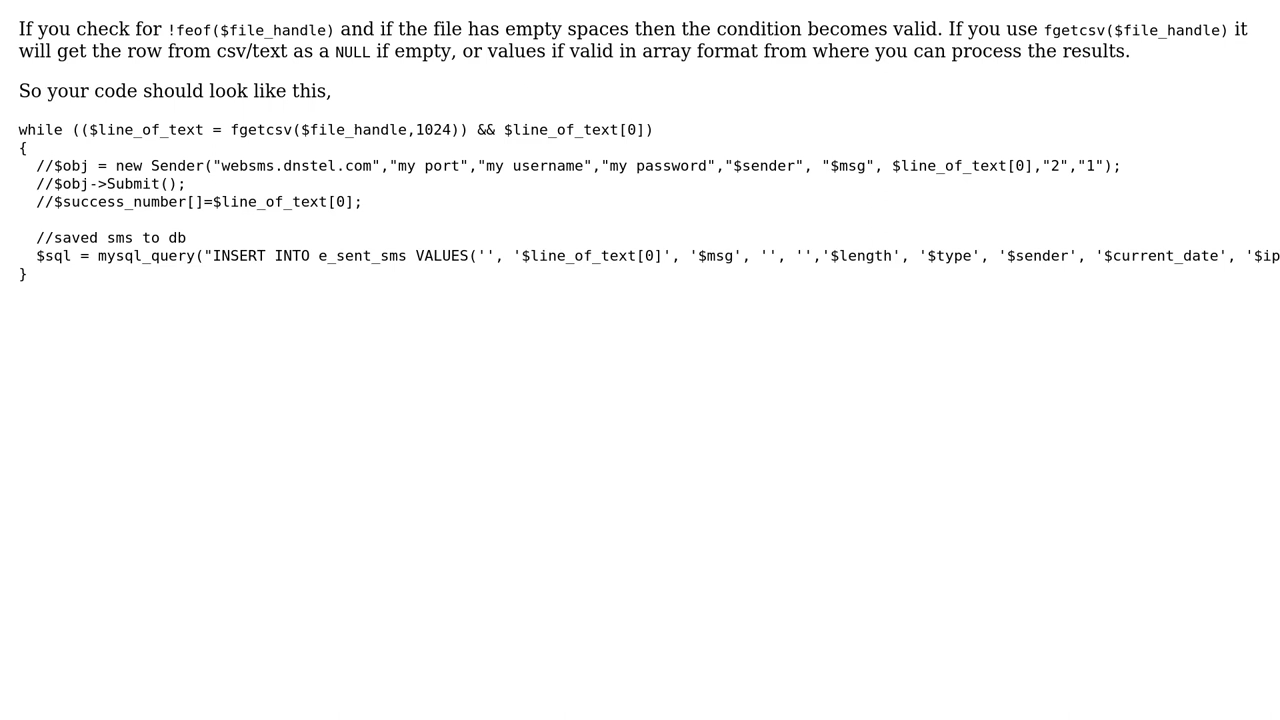 If you check for !feof($file_handle) and if the file has empty spaces then the condition becomes valid. If you use fgetcsv($file_handle) it
will get the row from csv/text as a NULL if empty, or values if valid in array format from where you can process the results.
So your code should look like this,
while (($line_of_text = fgetcsv($file_handle,1024)) && $line_of_text[0])
{
  //$obj = new Sender("websms.dnstel.com","my port","my username","my password","$sender", "$msg", $line_of_text[0],"2","1");
  //$obj->Submit();
  //$success_number[]=$line_of_text[0];
  //saved sms to db
  $sql = mysql_query("INSERT INTO e_sent_sms VALUES('', '$line_of_text[0]', '$msg', '', '','$length', '$type', '$sender', '$current_date', '$ip
}